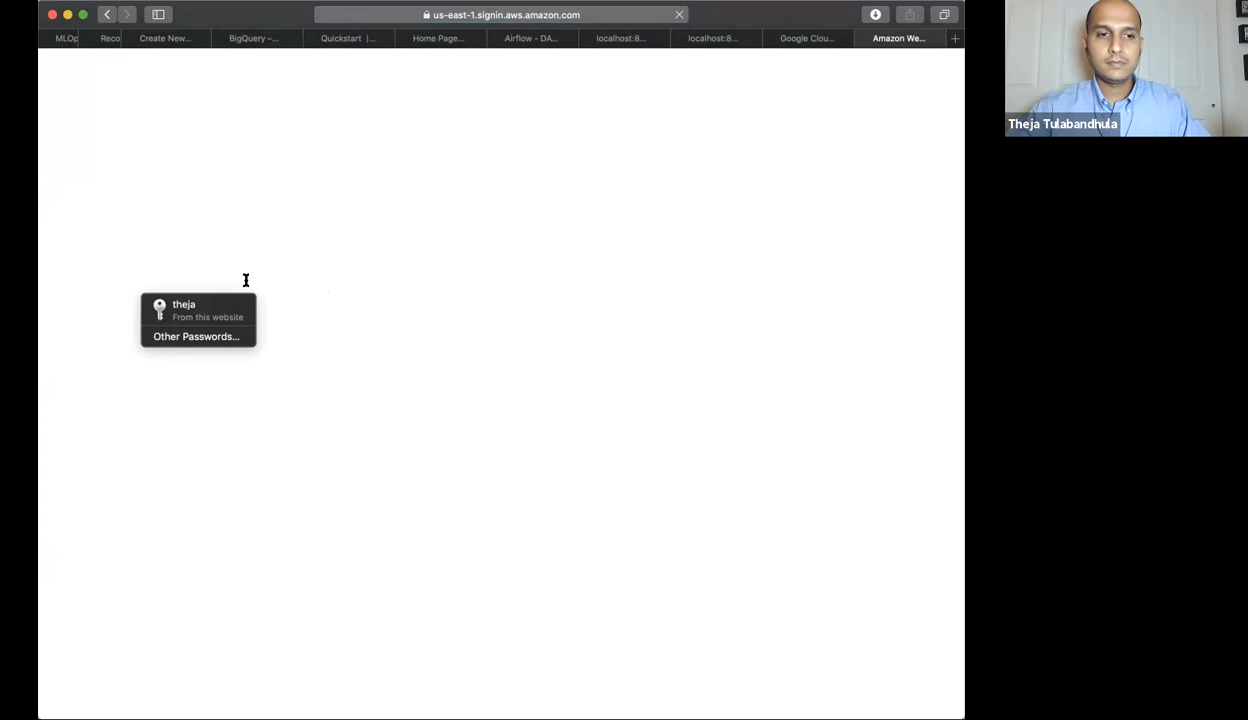 us-east-1.signin.aws.amazon.com
MLOp
Reco
Create New...
BigQuery –...
Quickstart |...
Home Page...
Airflow - DA...
localhost:8...
localhost:8...
Google Clou...
Amazon We...
theja
From this website
Other Passwords...
Theja Tulabandhula